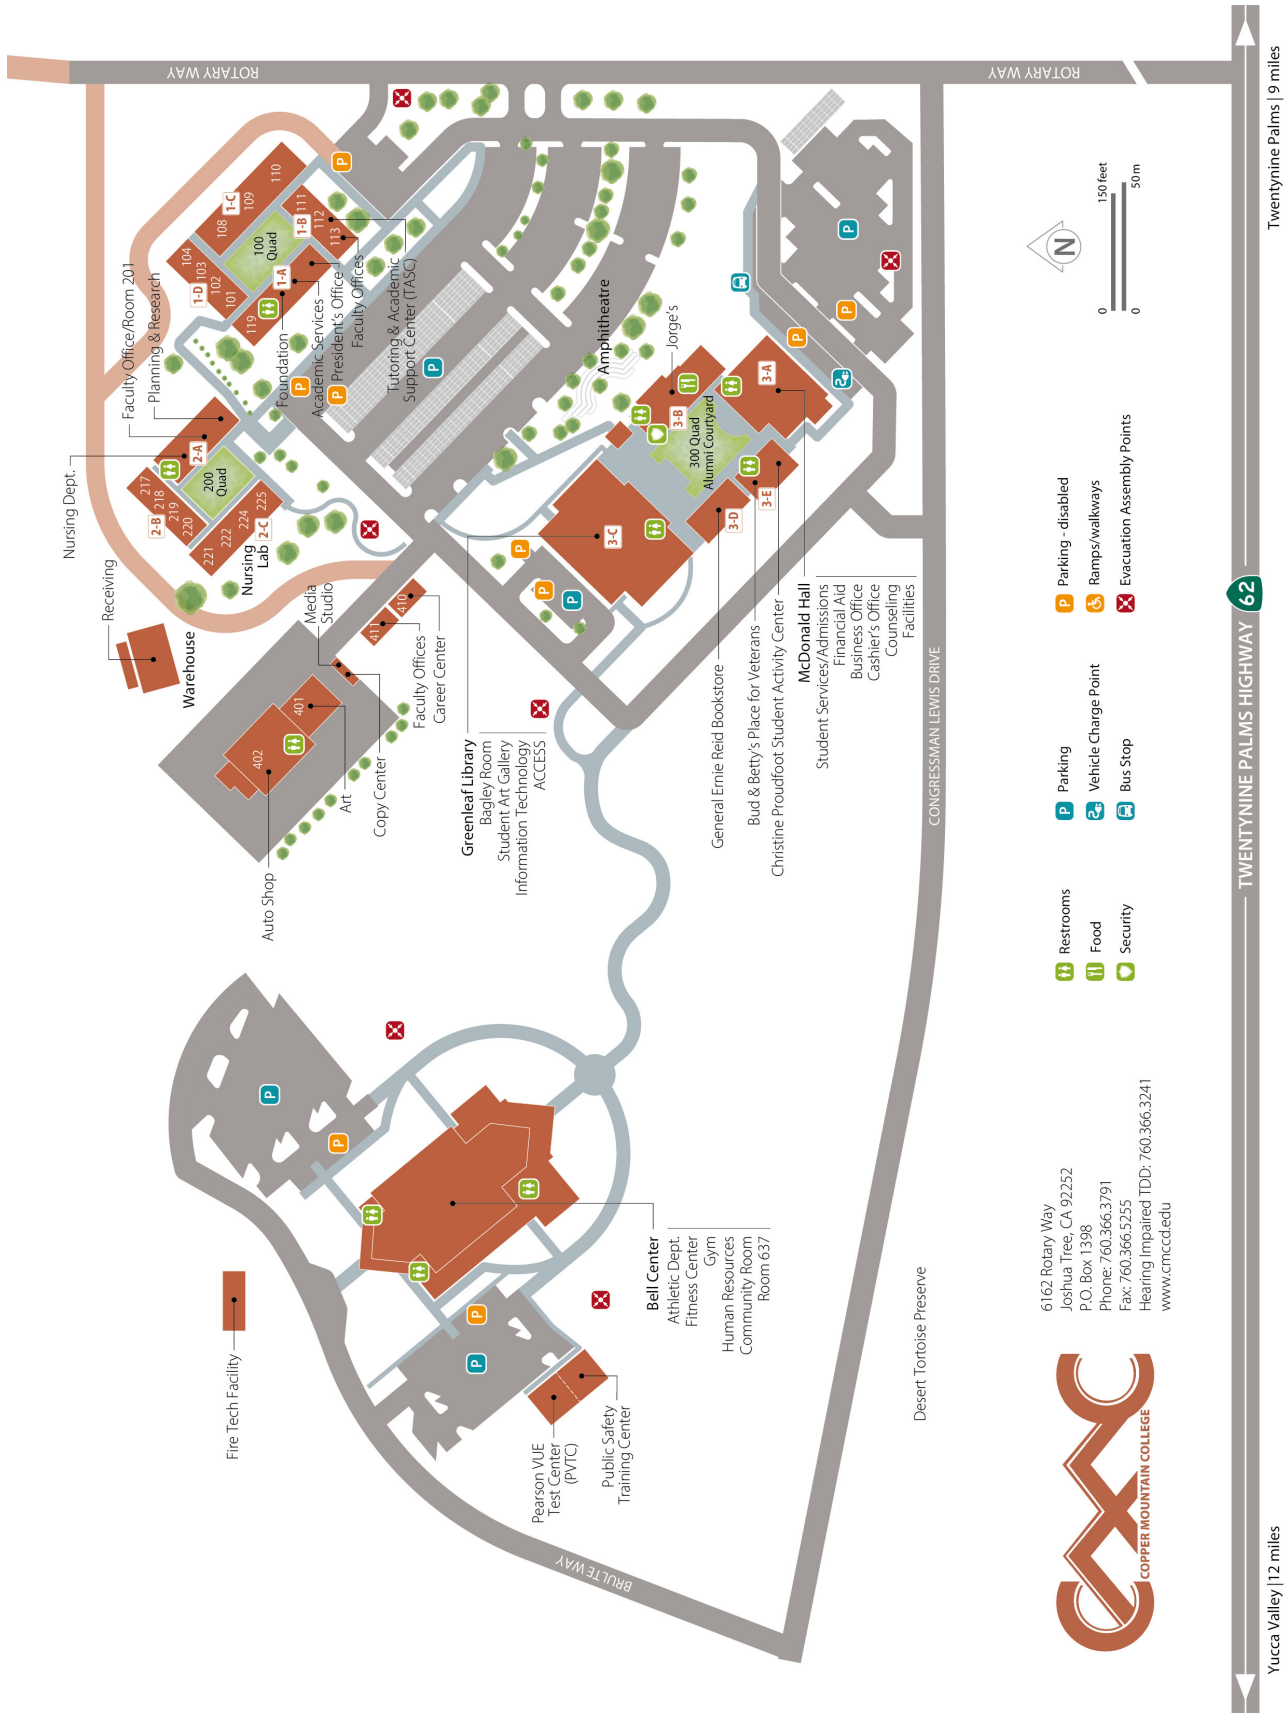 ROTARY WAY
ROTARY WAY
Twentynine Palms | 9 miles
TWENTYNINE PALMS HIGHWAY
62
Yucca Valley | 12 miles
CONGRESSMAN LEWIS DRIVE
BRULTE WAY
Fire Tech Facility
Pearson VUE
Test Center
(PVTC)
Public Safety
Training Center
Bell Center
Athletic Dept.
Fitness Center
Gym
Human Resources
Community Room
Room 637
P
P
P
P
Desert Tortoise Preserve
Auto Shop
402
401
Art
Copy Center
Media
Studio
411
410
Faculty Offices
Career Center
Receiving
Warehouse
Nursing Dept.
Faculty Office/Room 201
Planning & Research
2-A
200
Quad
2-B
217
218
219
220
2-C
221
222
224
225
Nursing
Lab
1-D
104
103
102
101
1-C
108
109
110
100
Quad
1-B
111
112
113
1-A
119
Foundation
Academic Services
President's Office
Faculty Offices
Tutoring & Academic
Support Center (TASC)
P
P
P
P
Amphitheatre
Jorge's
3-B
3-A
300 Quad
Alumni Courtyard
3-C
3-D
3-E
P
P
P
P
P
P
Greenleaf Library
Bagley Room
Student Art Gallery
Information Technology
ACCESS
General Ernie Reid Bookstore
Bud & Betty's Place for Veterans
Christine Proudfoot Student Activity Center
McDonald Hall
Student Services/Admissions
Financial Aid
Business Office
Cashier's Office
Counseling
Facilities
N
0
150 feet
0
50 m
Restrooms
Food
Security
P Parking
Vehicle Charge Point
Bus Stop
P Parking - disabled
Ramps/walkways
Evacuation Assembly Points
6162 Rotary Way
Joshua Tree, CA 92252
P.O. Box 1398
Phone: 760.366.3791
Fax: 760.366.5255
Hearing Impaired TDD: 760.366.3241
www.cmccd.edu
CMC
COPPER MOUNTAIN COLLEGE